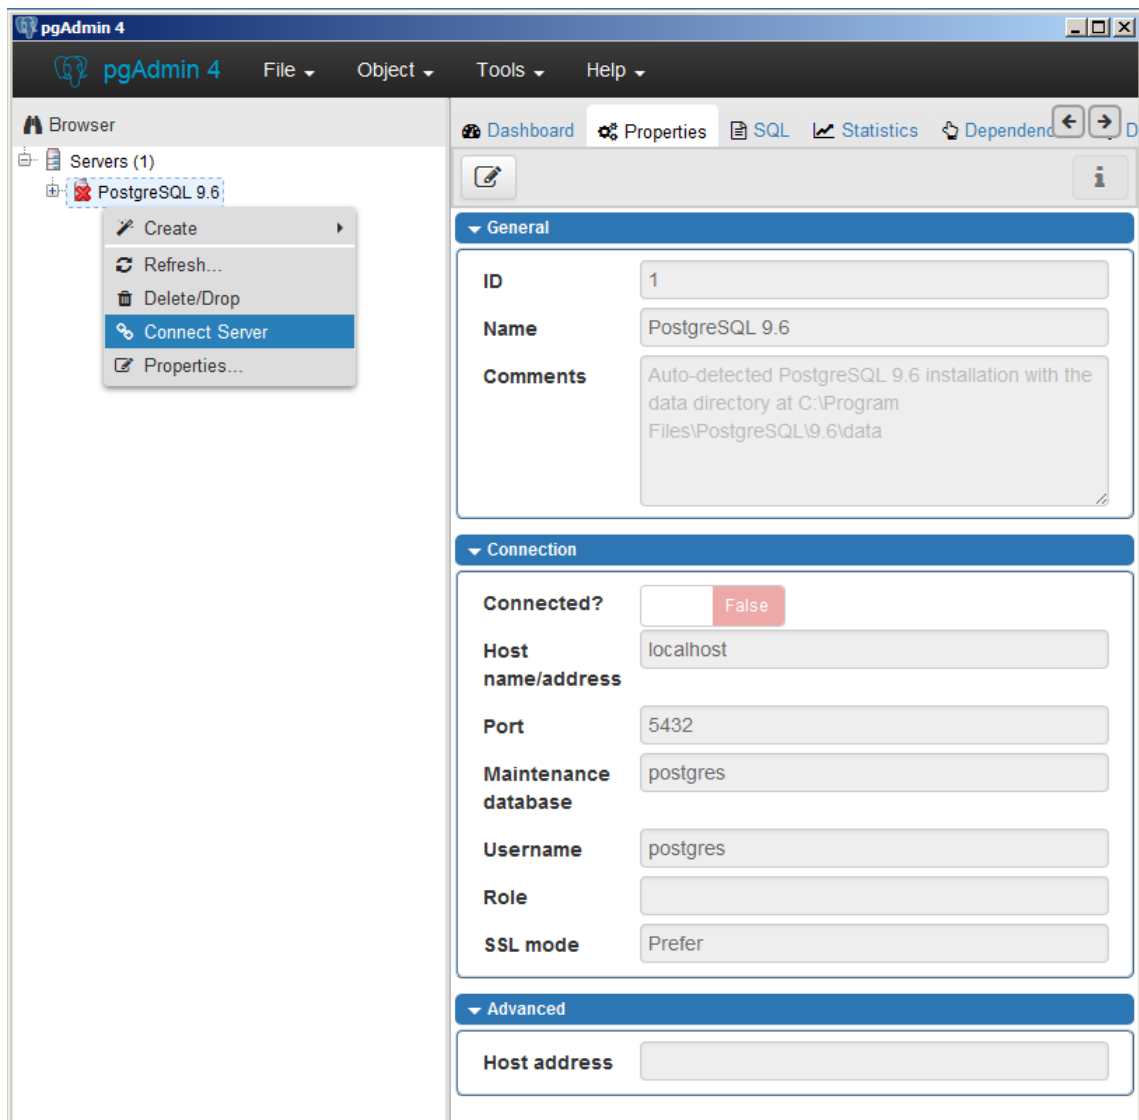 pgAdmin 4
pgAdmin 4 File Object Tools Help
Browser
Servers (1)
PostgreSQL 9.6
Create
Refresh...
Delete/Drop
Connect Server
Properties...
Dashboard Properties SQL Statistics Dependenc D
General
ID 1
Name PostgreSQL 9.6
Comments Auto-detected PostgreSQL 9.6 installation with the
data directory at C:\Program
Files\PostgreSQL\9.6\data
Connection
Connected? False
Host localhost
name/address
Port 5432
Maintenance postgres
database
Username postgres
Role
SSL mode Prefer
Advanced
Host address